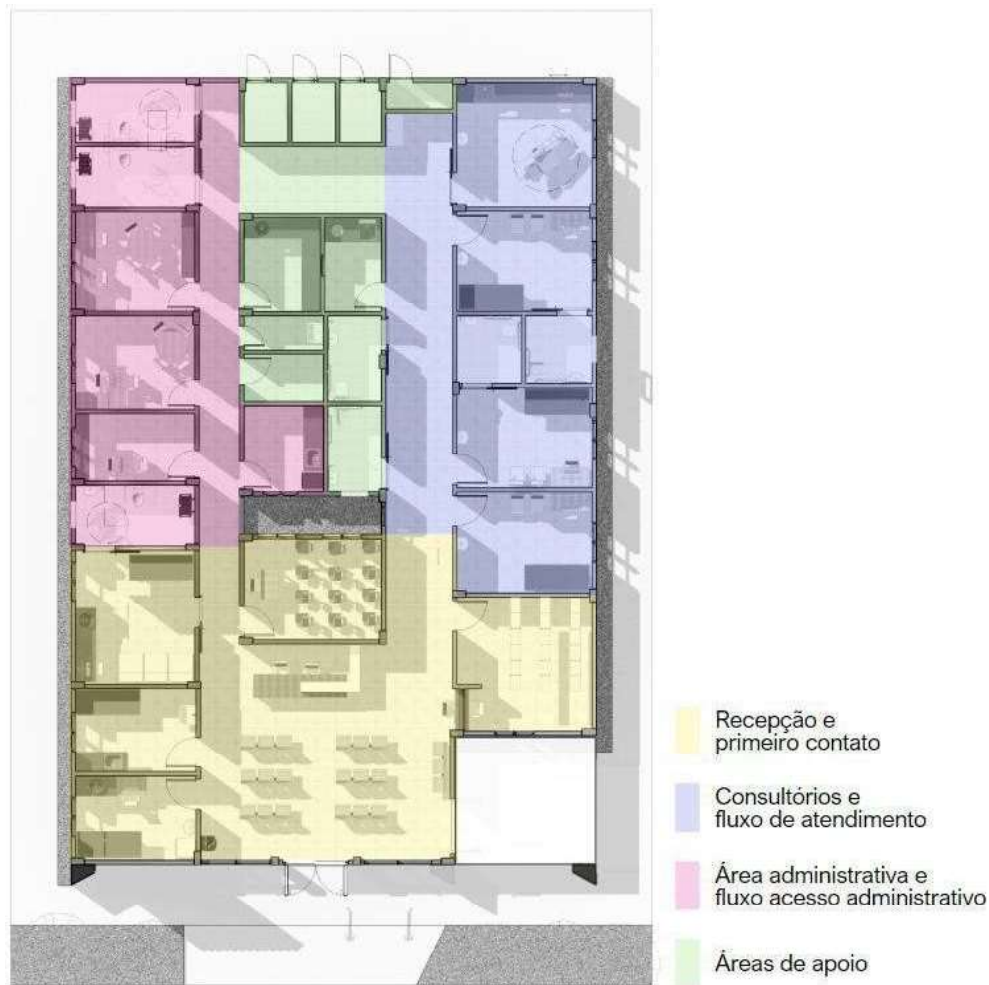 Recepção e
primeiro contato
Consultórios e
fluxo de atendimento
Área administrativa e
fluxo acesso administrativo
Áreas de apoio